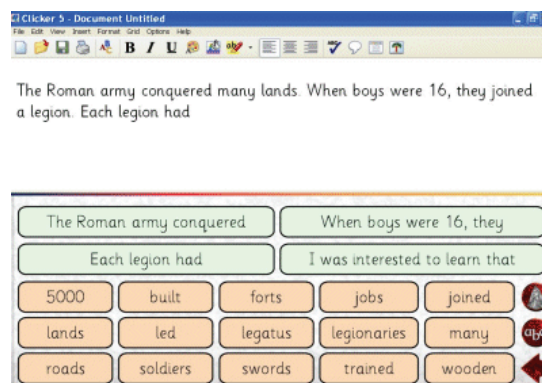 Clicker 5 - Document Untitled
File Edit View Insert Format Grid Options Help
B I U
The Roman army conquered many lands. When boys were 16, they joined
a legion. Each legion had
The Roman army conquered When boys were 16, they
Each legion had I was interested to learn that
5000 built forts jobs joined
lands led legatus legionaries many
roads soldiers swords trained wooden